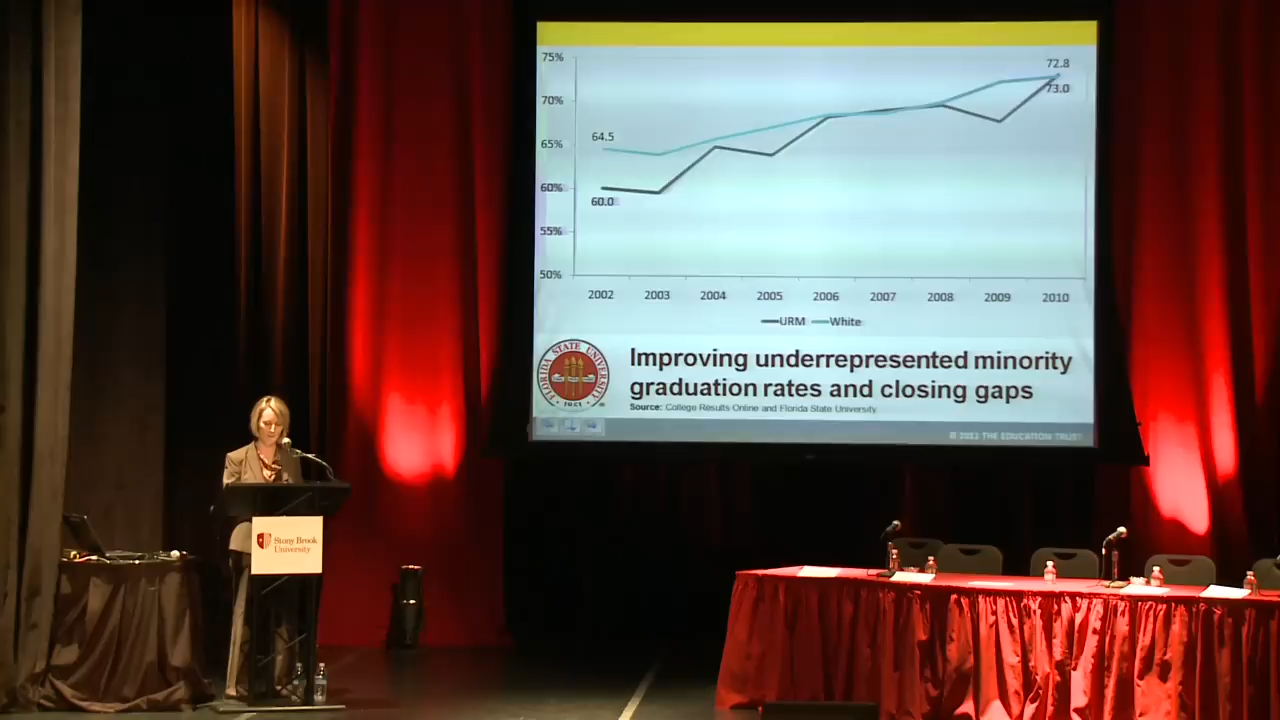 75%
72.8
70%
73.0
64.5
65%
60%
60.0
55%
50%
2002 2003 2004 2005 2006 2007 2008 2009 2010
URM White
FLORIDA STATE UNIVERSITY
1851
Improving underrepresented minority
graduation rates and closing gaps
Source: College Results Online and Florida State University.
© 2013 THE EDUCATION TRUST
Stony Brook
University